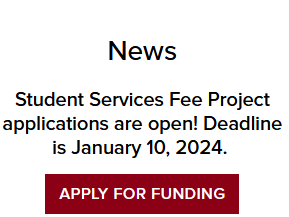 News
Student Services Fee Project
applications are open! Deadline
is January 10, 2024.
APPLY FOR FUNDING